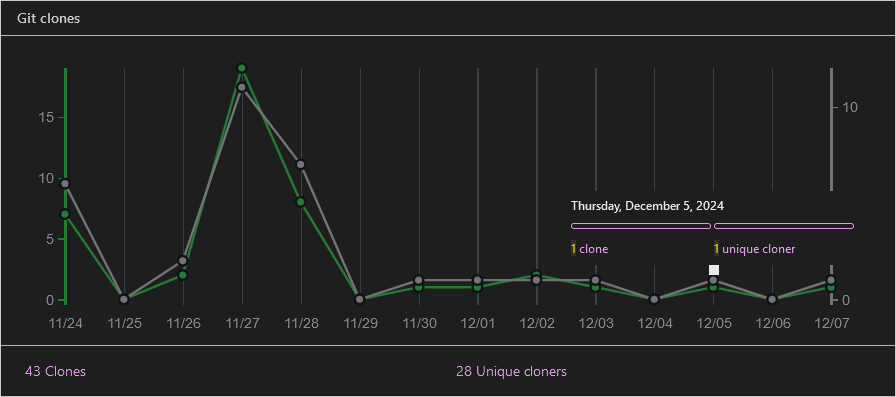 Git clones
15
10
10
Thursday, December 5, 2024
5
1 clone
1 unique cloner
0
0
11/24 11/25 11/26 11/27 11/28 11/29 11/30 12/01 12/02 12/03 12/04 12/05 12/06 12/07
43 Clones
28 Unique cloners